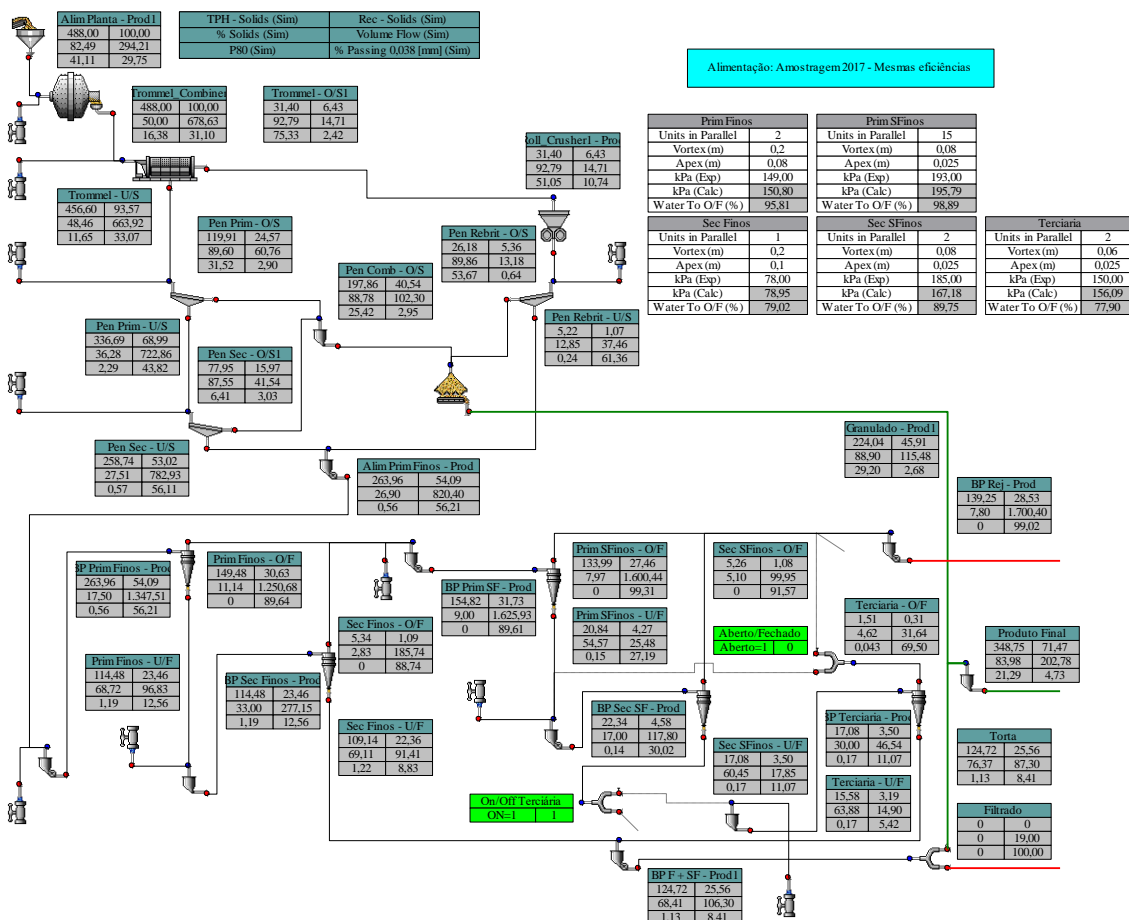 Alim Planta - Prod1
488,00 100,00
82,49 294,21
41,11 29,75
TPH - Solids (Sim) Rec - Solids (Sim)
% Solids (Sim) Volume Flow (Sim)
P80 (Sim) % Passing 0,038 [mm] (Sim)
Alimentação: Amostragem 2017 - Mesmas eficiências
Trommel_Combiner
488,00 100,00
50,00 678,63
16,38 31,10
Trommel - O/S1
31,40 6,43
92,79 14,71
75,33 2,42
Roll_Crusher1 - Prod
31,40 6,43
92,79 14,71
51,05 10,74
Prim Finos
Units in Parallel 2
Vortex (m) 0,2
Apex (m) 0,08
kPa (Exp) 149,00
kPa (Calc) 150,80
Water To O/F (%) 95,81
Prim SFinos
Units in Parallel 15
Vortex (m) 0,08
Apex (m) 0,025
kPa (Exp) 193,00
kPa (Calc) 195,79
Water To O/F (%) 98,89
Sec Finos
Units in Parallel 1
Vortex (m) 0,2
Apex (m) 0,1
kPa (Exp) 78,00
kPa (Calc) 78,95
Water To O/F (%) 79,02
Sec SFinos
Units in Parallel 2
Vortex (m) 0,08
Apex (m) 0,025
kPa (Exp) 185,00
kPa (Calc) 167,18
Water To O/F (%) 89,75
Terciaria
Units in Parallel 2
Vortex (m) 0,06
Apex (m) 0,025
kPa (Exp) 150,00
kPa (Calc) 156,09
Water To O/F (%) 77,90
Trommel - U/S
456,60 93,57
48,46 663,92
11,65 33,07
Pen Prim - O/S
119,91 24,57
89,60 60,76
31,52 2,90
Pen Rebrit - O/S
26,18 5,36
89,86 13,18
53,67 0,64
Pen Comb - O/S
197,86 40,54
88,78 102,30
25,42 2,95
Pen Rebrit - U/S
5,22 1,07
12,85 37,46
0,24 61,36
Pen Prim - U/S
336,69 68,99
36,28 722,86
2,29 43,82
Pen Sec - O/S1
77,95 15,97
87,55 41,54
6,41 3,03
Pen Sec - U/S
258,74 53,02
27,51 782,93
0,57 56,11
Alim Prim Finos - Prod
263,96 54,09
26,90 820,40
0,56 56,21
Granulado - Prod1
224,04 45,91
88,90 115,48
29,20 2,68
BP Rej - Prod
139,25 28,53
7,80 1.700,40
0 99,02
BP Prim Finos - Prod
263,96 54,09
17,50 1.347,51
0,56 56,21
Prim Finos - O/F
149,48 30,63
11,14 1.250,68
0 89,64
BP Prim SF - Prod
154,82 31,73
9,00 1.625,93
0 89,61
Prim SFinos - O/F
133,99 27,46
7,97 1.600,44
0 99,31
Sec SFinos - O/F
5,26 1,08
5,10 99,95
0 91,57
Prim SFinos - U/F
20,84 4,27
54,57 25,48
0,15 27,19
Terciaria - O/F
1,51 0,31
4,62 31,64
0,043 69,50
Aberto/Fechado
Aberto=1 0
Produto Final
348,75 71,47
83,98 202,78
21,29 4,73
Sec Finos - O/F
5,34 1,09
2,83 185,74
0 88,74
Prim Finos - U/F
114,48 23,46
68,72 96,83
1,19 12,56
BP Sec Finos - Prod
114,48 23,46
33,00 277,15
1,19 12,56
BP Sec SF - Prod
22,34 4,58
17,00 117,80
0,14 30,02
BP Terciaria - Prod
17,08 3,50
30,00 46,54
0,17 11,07
Sec Finos - U/F
109,14 22,36
69,11 91,41
1,22 8,83
Sec SFinos - U/F
17,08 3,50
60,45 17,85
0,17 11,07
Torta
124,72 25,56
76,37 87,30
1,13 8,41
Terciaria - U/F
15,58 3,19
63,88 14,90
0,17 5,42
On/Off Terciária
ON=1 1
Filtrado
0 0
0 19,00
0 100,00
BP F + SF - Prod1
124,72 25,56
68,41 106,30
1,13 8,41